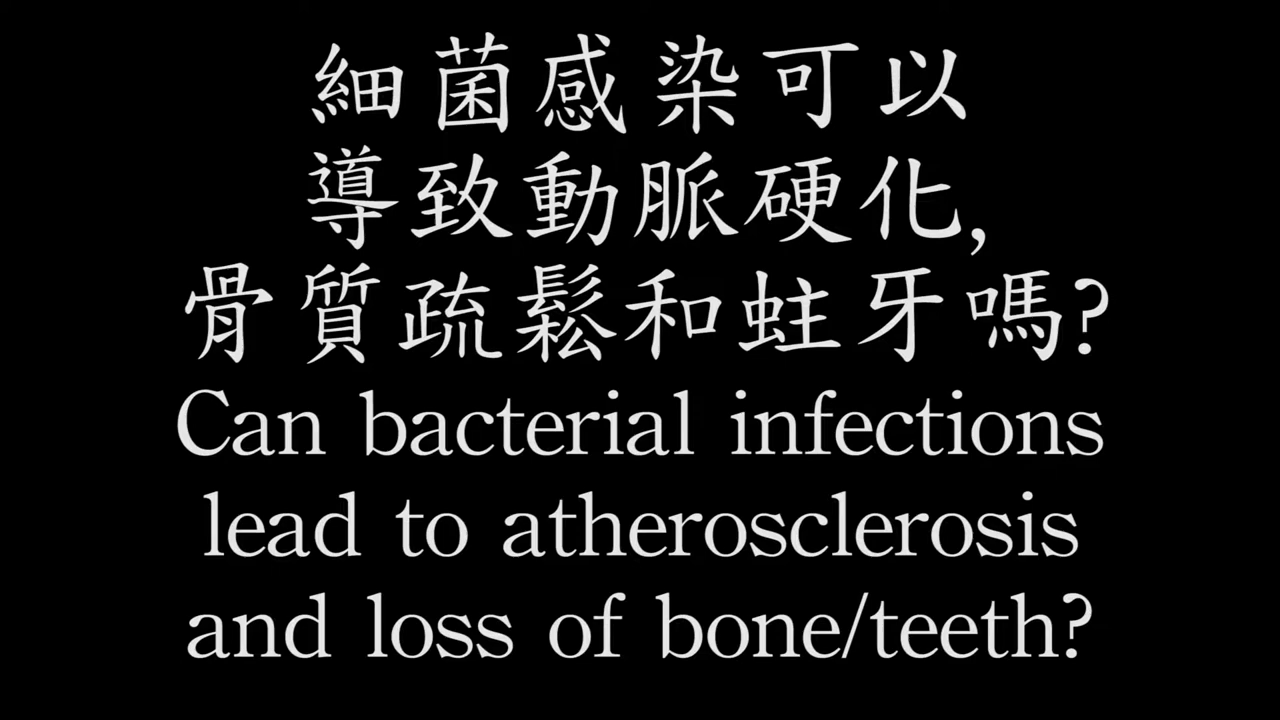 細菌感染可以
導致動脈硬化,
骨質疏鬆和蛀牙嗎?
Can bacterial infections
lead to atherosclerosis
and loss of bone/teeth?